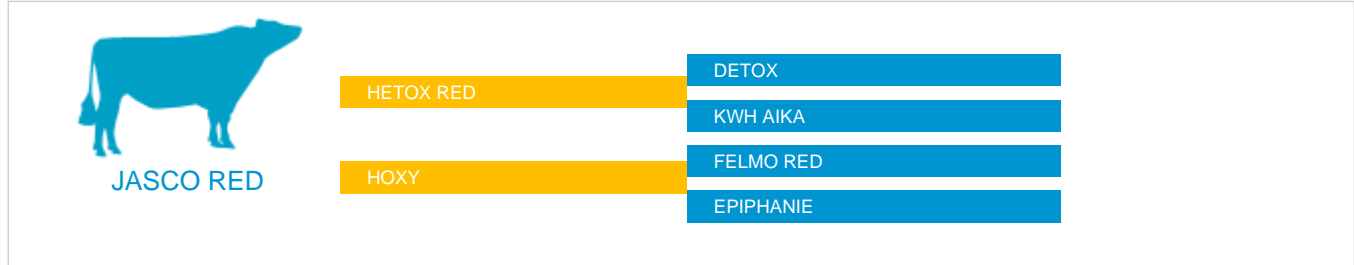 JASCO RED
HETOX RED
HOXY
DETOX
KWH AIKA
FELMO RED
EPIPHANIE